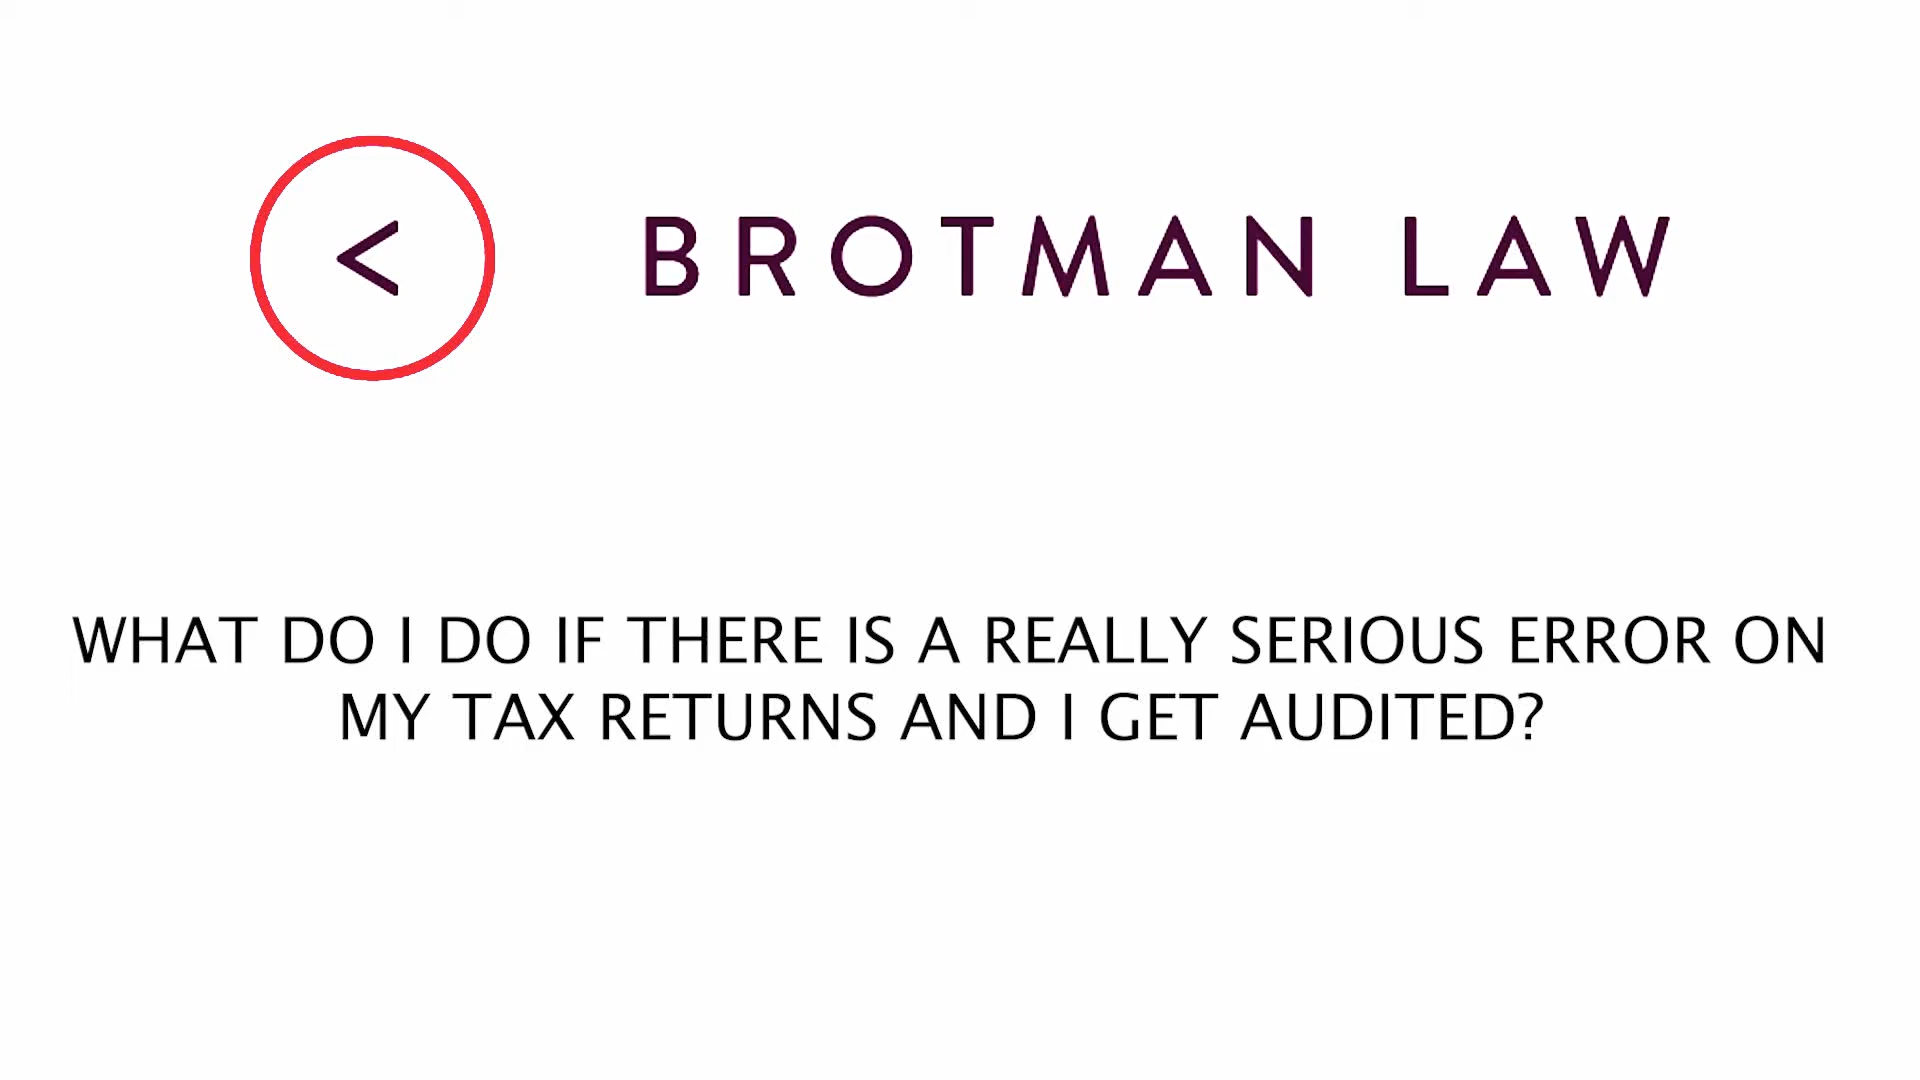 < BROTMAN LAW
WHAT DO I DO IF THERE IS A REALLY SERIOUS ERROR ON
MY TAX RETURNS AND I GET AUDITED?